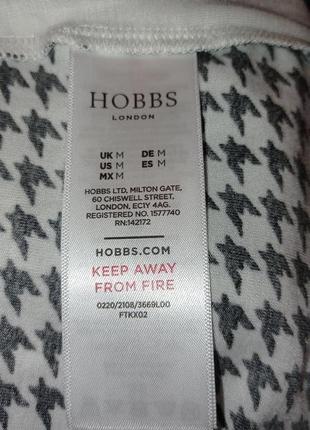 HOBBS
LONDON
UK M DE M
US M ES M
MX M
HOBBS LTD, MILTON GATE,
60 CHISWELL STREET,
LONDON, EC1Y 4AG.
REGISTERED NO. 1577740
RN:142172
HOBBS.COM
KEEP AWAY
FROM FIRE
0220/2108/3669L00
FTKX02